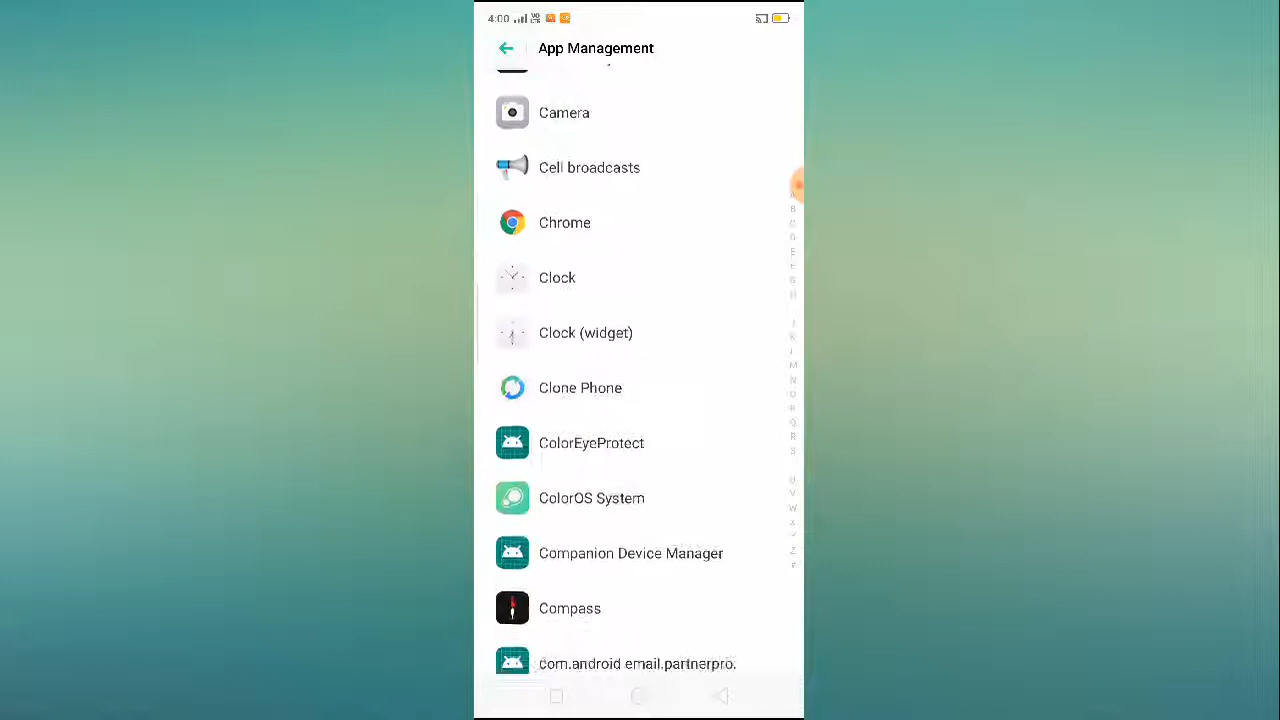 4:00
App Management
Camera
Cell broadcasts
Chrome
Clock
Clock (widget)
Clone Phone
ColorEyeProtect
ColorOS System
Companion Device Manager
Compass
com.android email.partnerpro.